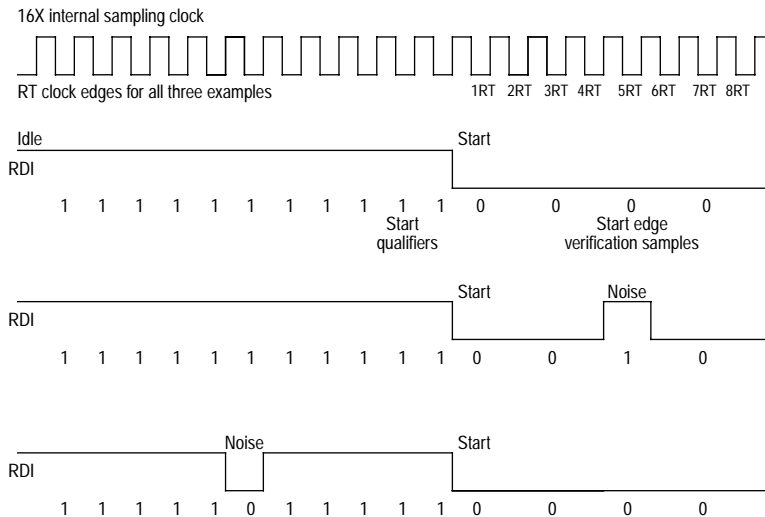 16X internal sampling clock
1RT 2RT 3RT 4RT 5RT 6RT 7RT 8RT
RT clock edges for all three examples
Idle Start
RDI
1 1 1 1 1 1 1 1 1 1 1 0 0 0 0
Start Start edge
qualifiers verification samples
Start Noise
RDI
1 1 1 1 1 1 1 1 1 1 1 0 0 1 0
Noise Start
RDI
1 1 1 1 1 0 1 1 1 1 1 0 0 0 0